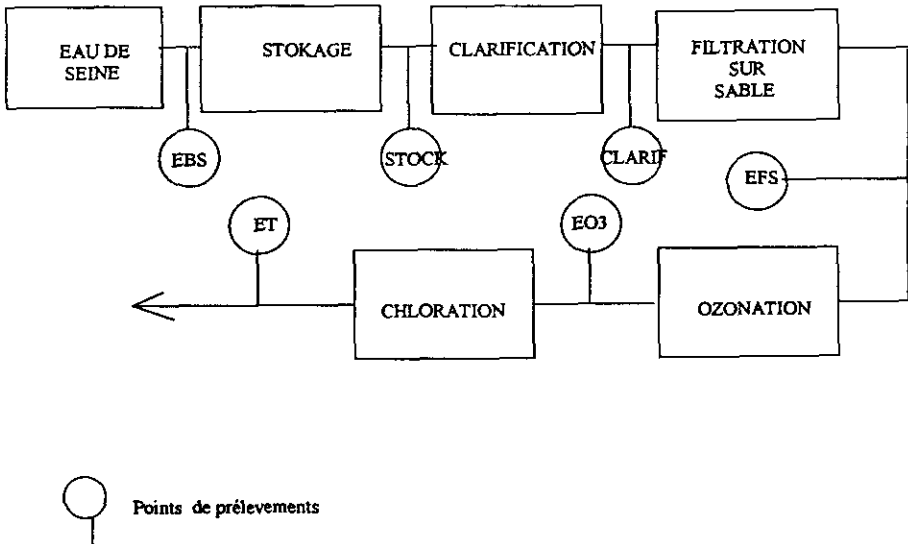 EAU DE
SEINE
STOKAGE
CLARIFICATION
FILTRATION
SUR
SABLE
EBS
STOCK
CLARIF
EFS
ET
EO3
CHLORATION
OZONATION
Points de prélevements